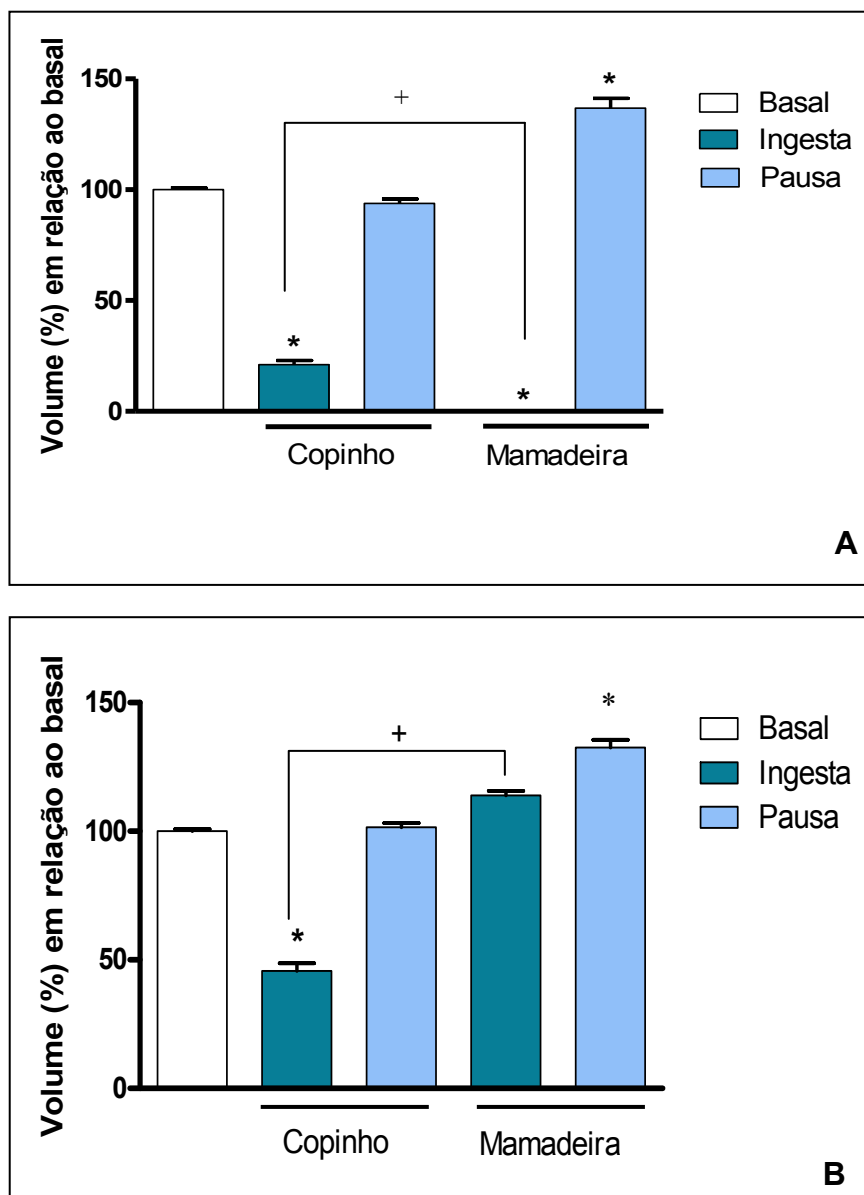 Volume (%) em relação ao basal
150
100
50
0
+
*
*
*
Basal
Ingesta
Pausa
Copinho Mamadeira
A
Volume (%) em relação ao basal
150
100
50
0
+
*
*
Basal
Ingesta
Pausa
Copinho Mamadeira
B